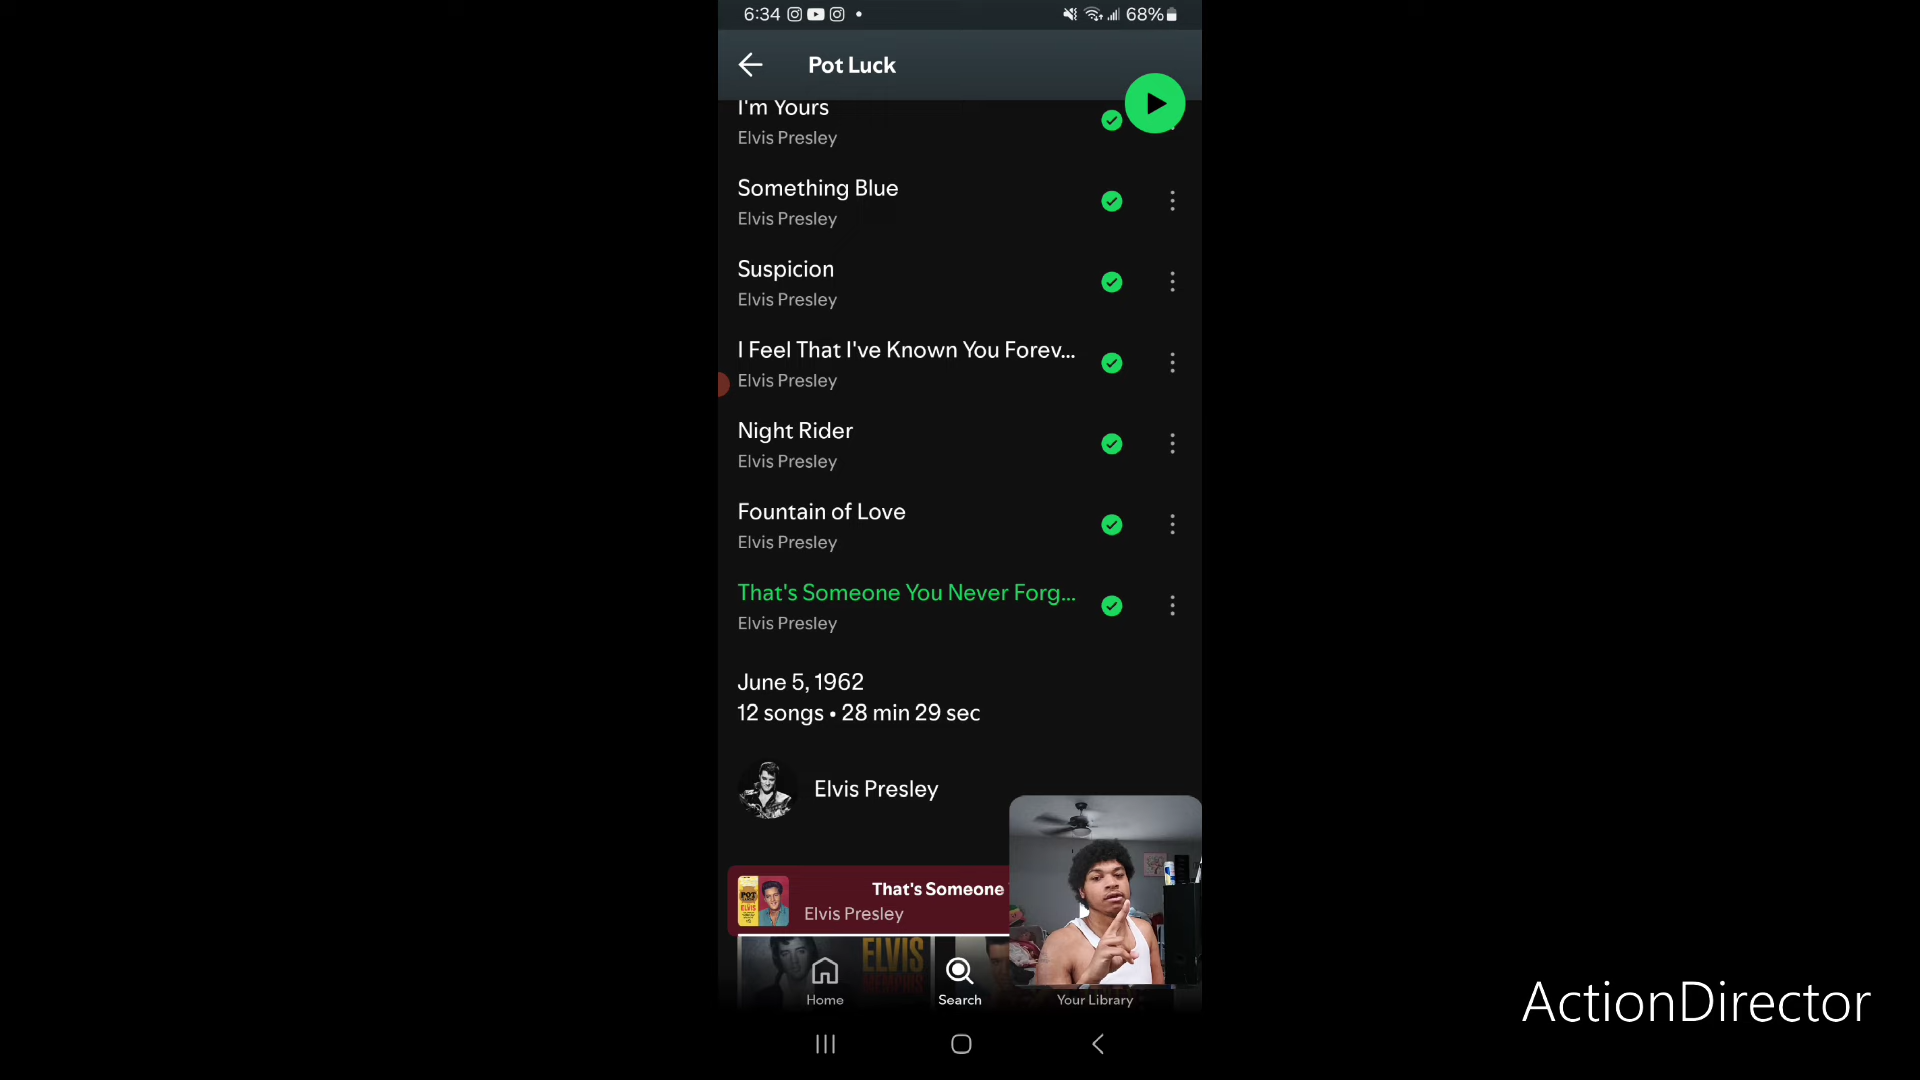 6:34 68%
Pot Luck
I'm Yours
Elvis Presley
Something Blue
Elvis Presley
Suspicion
Elvis Presley
I Feel That I've Known You Forev...
Elvis Presley
Night Rider
Elvis Presley
Fountain of Love
Elvis Presley
That's Someone You Never Forg...
Elvis Presley
June 5, 1962
12 songs • 28 min 29 sec
Elvis Presley
That's Someone
Elvis Presley
POT
ELVIS
ELVIS
Home
Search
Your Library
ActionDirector